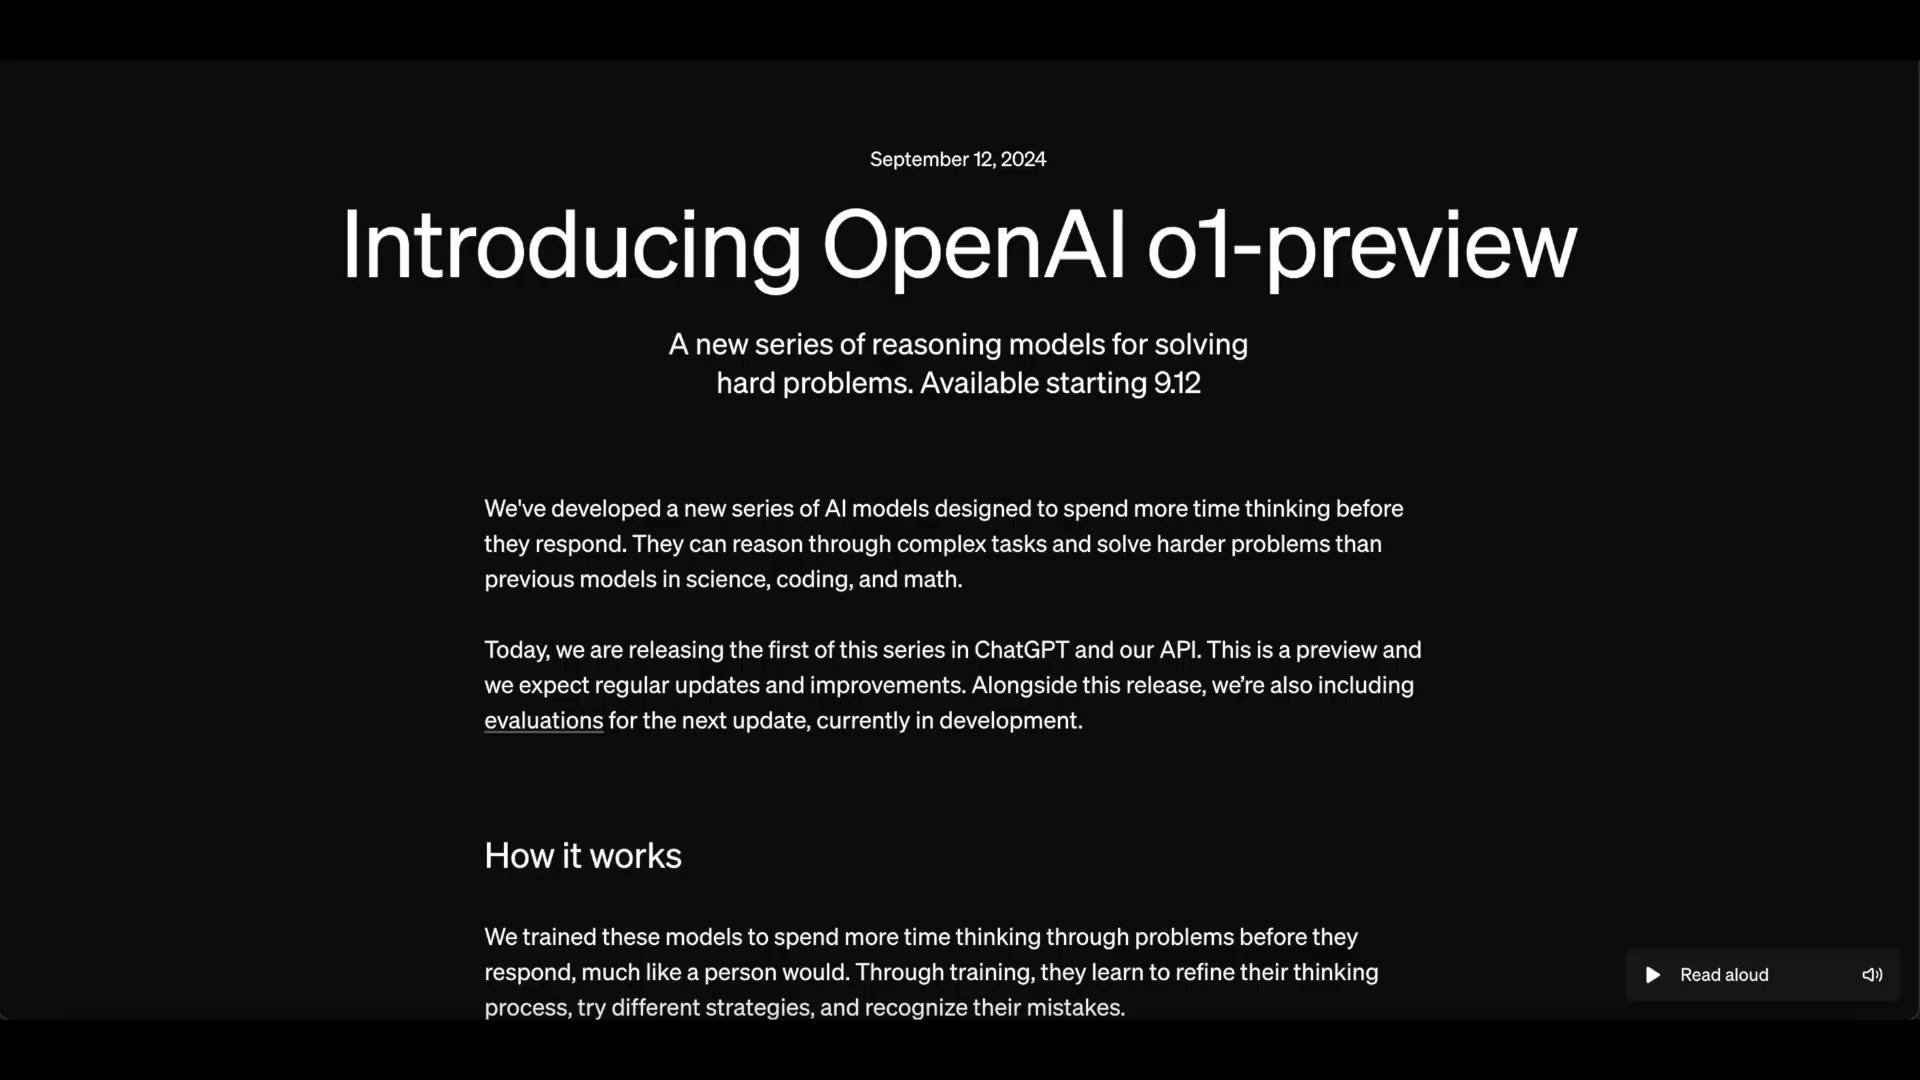 September 12, 2024
Introducing OpenAI o1-preview
A new series of reasoning models for solving
hard problems. Available starting 9.12
We've developed a new series of AI models designed to spend more time thinking before
they respond. They can reason through complex tasks and solve harder problems than
previous models in science, coding, and math.
Today, we are releasing the first of this series in ChatGPT and our API. This is a preview and
we expect regular updates and improvements. Alongside this release, we’re also including
evaluations for the next update, currently in development.
How it works
We trained these models to spend more time thinking through problems before they
respond, much like a person would. Through training, they learn to refine their thinking
process, try different strategies, and recognize their mistakes.
Read aloud